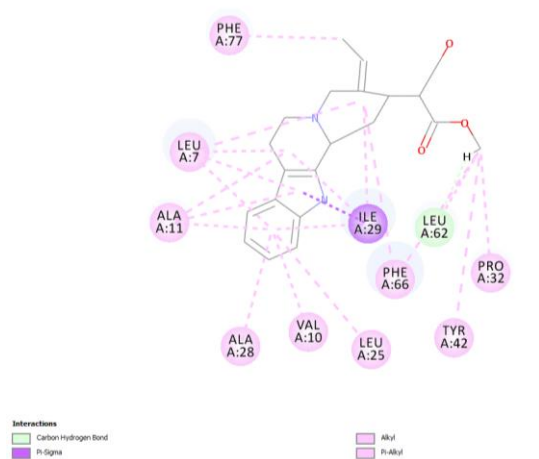 PHE
A:77
O
N
LEU
A:7
O
O
H
N
ALA
A:11
ILE
A:29
LEU
A:62
PHE
A:66
PRO
A:32
ALA
A:28
VAL
A:10
LEU
A:25
TYR
A:42
Interactions
Carbon Hydrogen Bond
Pi-Sigma
Alkyl
Pi-Alkyl